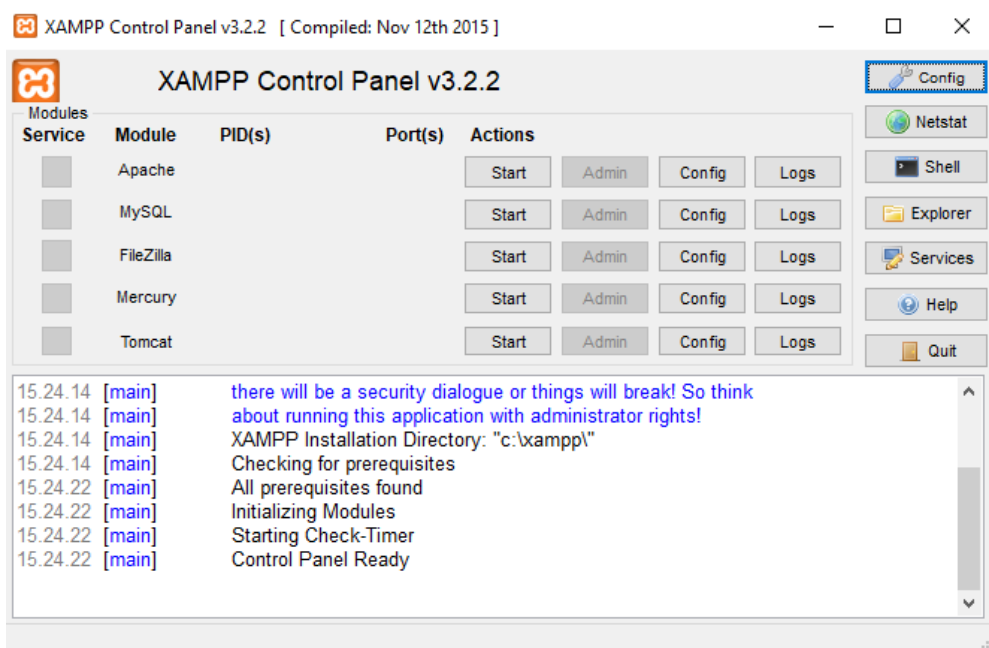 XAMPP Control Panel v3.2.2 [ Compiled: Nov 12th 2015 ]
XAMPP Control Panel v3.2.2
Config
Modules
Service Module PID(s) Port(s) Actions
Netstat
Apache Start Admin Config Logs
Shell
MySQL Start Admin Config Logs
Explorer
FileZilla Start Admin Config Logs
Services
Mercury Start Admin Config Logs
Help
Tomcat Start Admin Config Logs
Quit
15.24.14 [main] there will be a security dialogue or things will break! So think
15.24.14 [main] about running this application with administrator rights!
15.24.14 [main] XAMPP Installation Directory: "c:\xampp\"
15.24.14 [main] Checking for prerequisites
15.24.22 [main] All prerequisites found
15.24.22 [main] Initializing Modules
15.24.22 [main] Starting Check-Timer
15.24.22 [main] Control Panel Ready